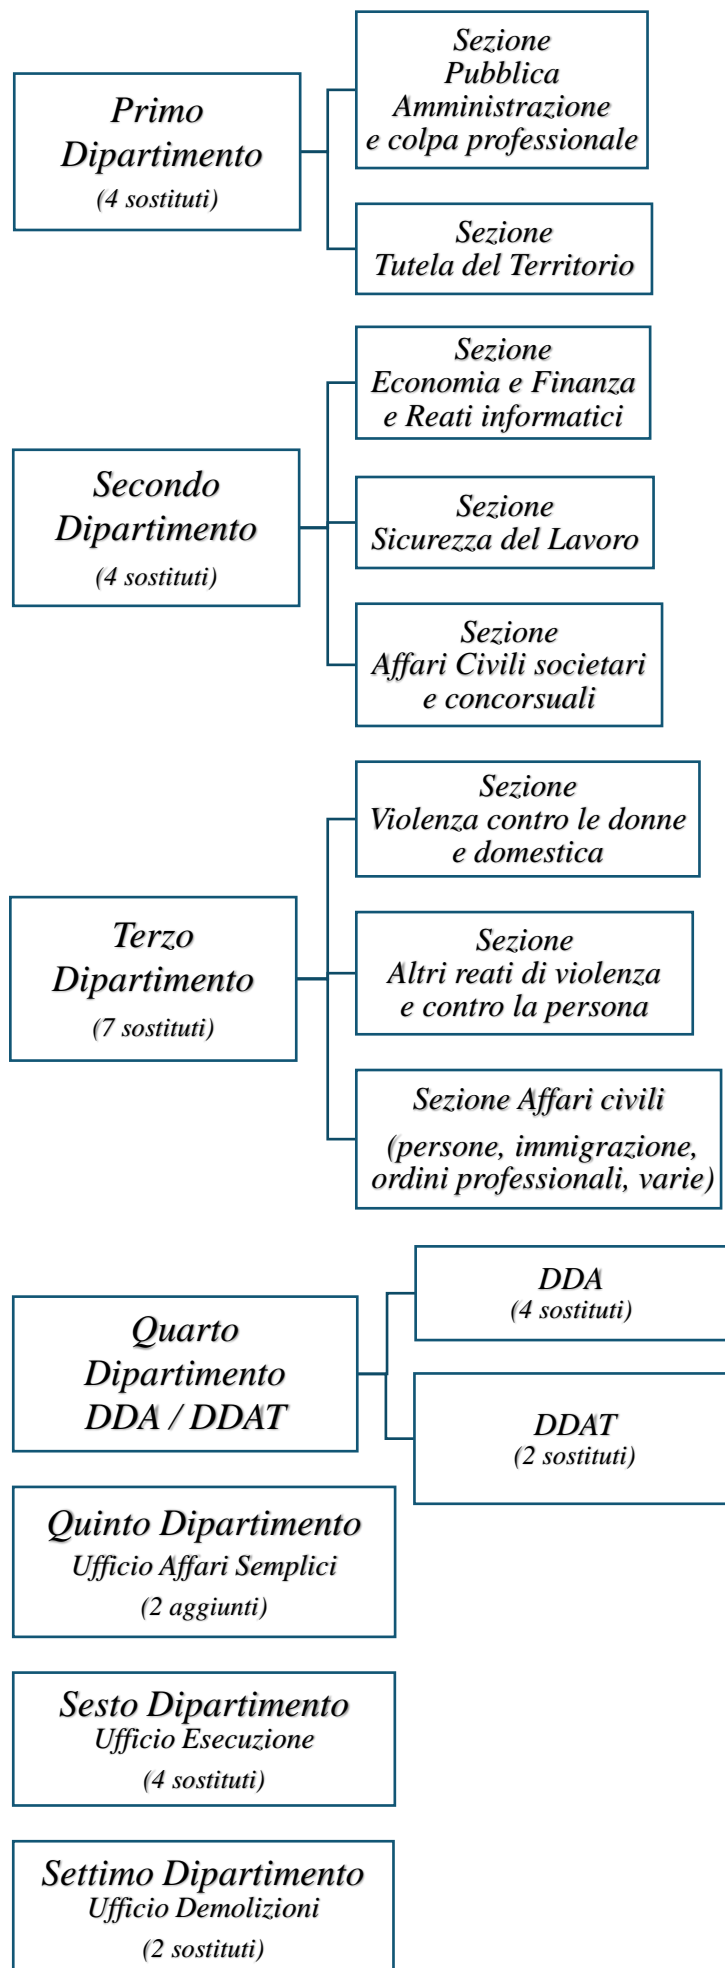 Primo
Dipartimento
(4 sostituti)
Sezione
Pubblica
Amministrazione
e colpa professionale
Sezione
Tutela del Territorio
Secondo
Dipartimento
(4 sostituti)
Sezione
Economia e Finanza
e Reati informatici
Sezione
Sicurezza del Lavoro
Sezione
Affari Civili societari
e concorsuali
Terzo
Dipartimento
(7 sostituti)
Sezione
Violenza contro le donne
e domestica
Sezione
Altri reati di violenza
e contro la persona
Sezione Affari civili
(persone, immigrazione,
ordini professionali, varie)
Quarto
Dipartimento
DDA / DDAT
DDA
(4 sostituti)
DDAT
(2 sostituti)
Quinto Dipartimento
Ufficio Affari Semplici
(2 aggiunti)
Sesto Dipartimento
Ufficio Esecuzione
(4 sostituti)
Settimo Dipartimento
Ufficio Demolizioni
(2 sostituti)